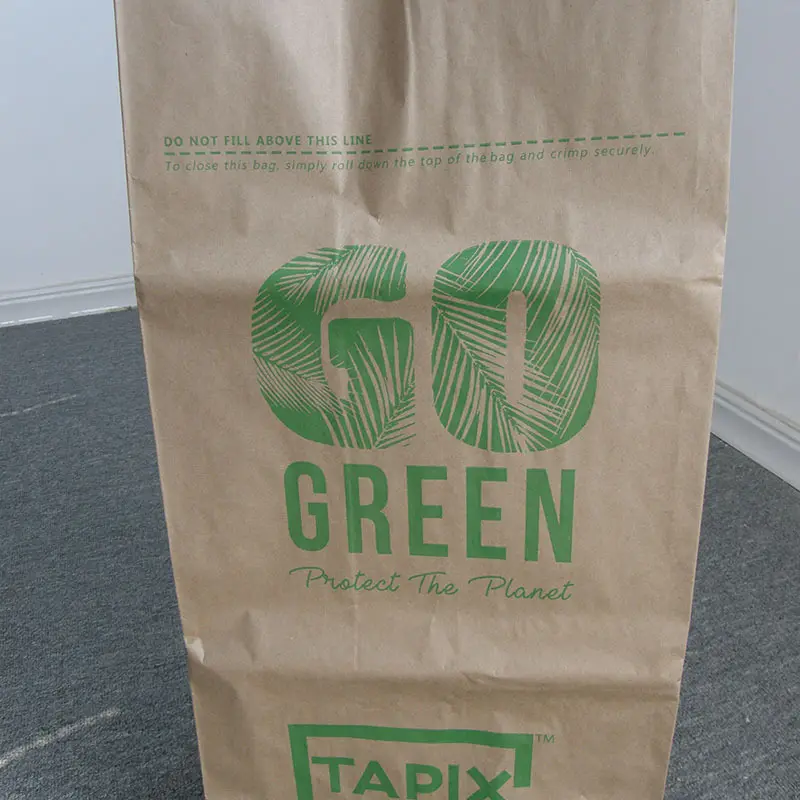 DO NOT FILL ABOVE THIS LINE
To close this bag, simply roll down the top of the bag and crimp securely.
GO
GREEN
Protect The Planet
TAPIX™